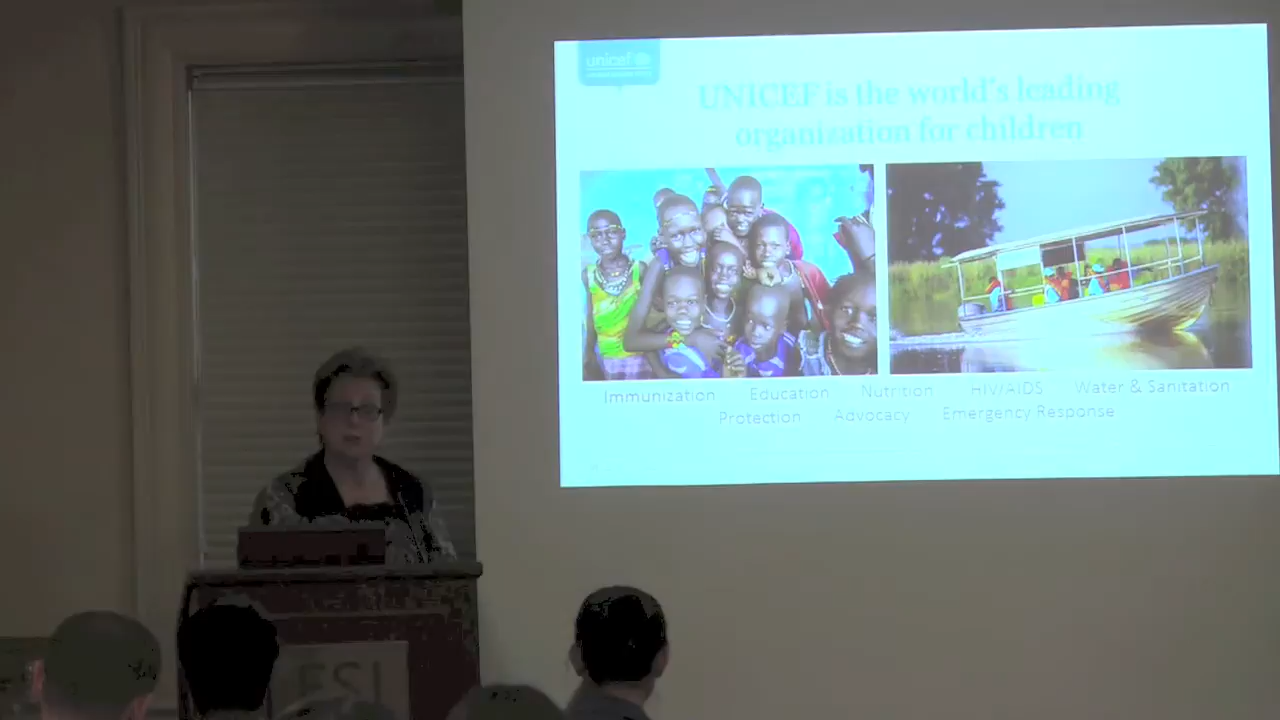 unicef
UNICEF is the world's leading
organization for children
Immunization Education Nutrition HIV/AIDS Water & Sanitation
Protection Advocacy Emergency Response
ESI